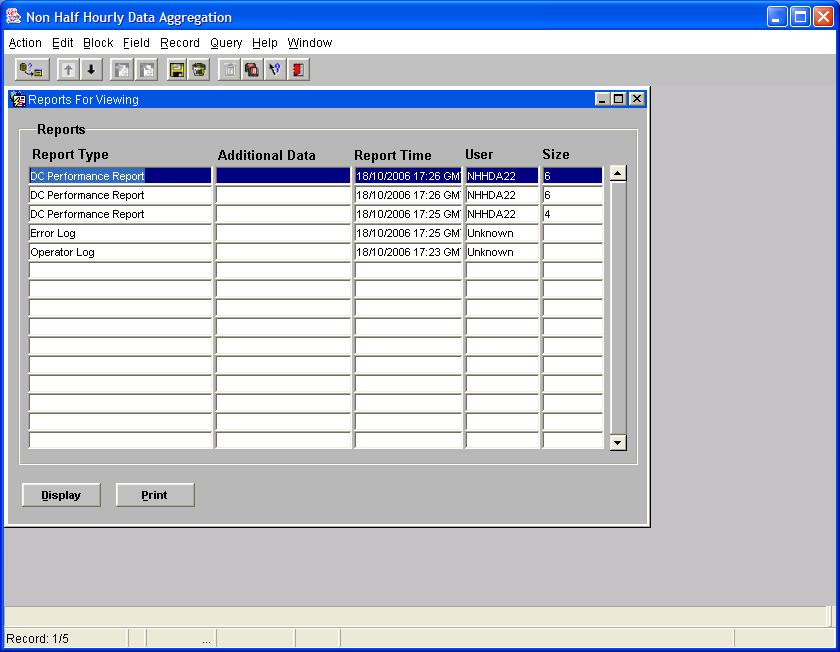 Non Half Hourly Data Aggregation
Action Edit Block Field Record Query Help Window
Reports For Viewing
Reports
Report Type Additional Data Report Time User Size
DC Performance Report 18/10/2006 17:26 GM NHHDA22 6
DC Performance Report 18/10/2006 17:26 GM NHHDA22 6
DC Performance Report 18/10/2006 17:25 GM NHHDA22 4
Error Log 18/10/2006 17:25 GM Unknown
Operator Log 18/10/2006 17:23 GM Unknown
Display Print
Record: 1/5 ...